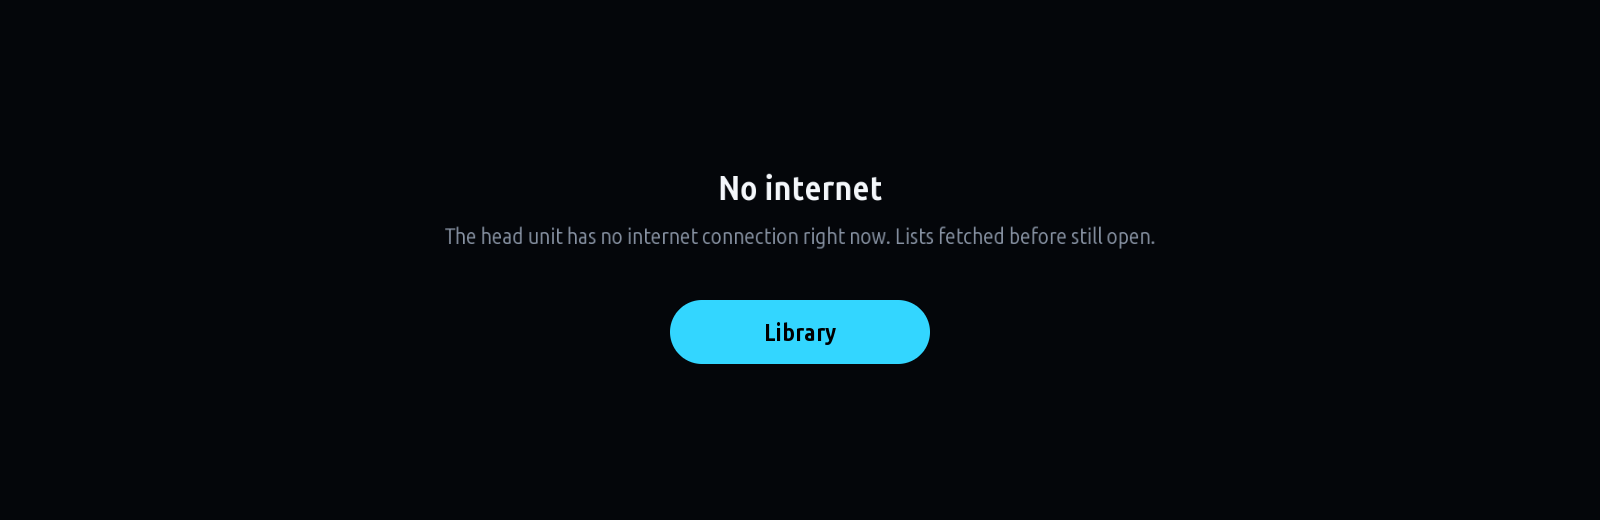 No internet
The head unit has no internet connection right now. Lists fetched before still open.
Library